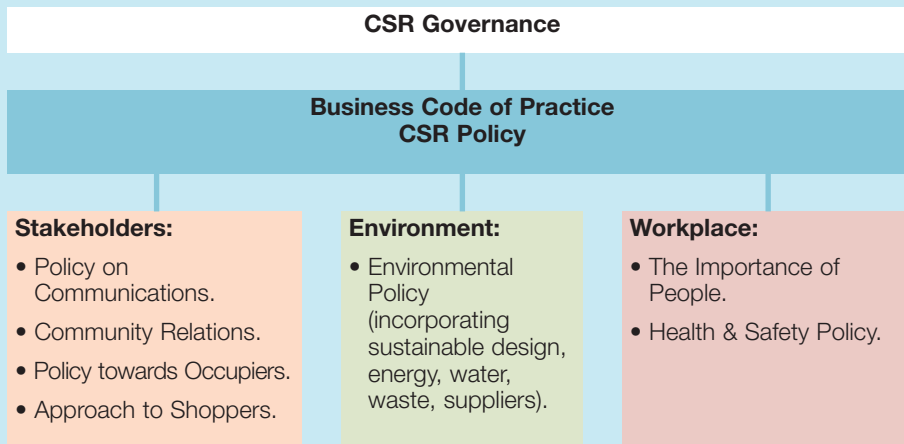 CSR Governance
Business Code of Practice
CSR Policy
Stakeholders:
• Policy on
Communications.
• Community Relations.
• Policy towards Occupiers.
• Approach to Shoppers.
Environment:
• Environmental
Policy
(incorporating
sustainable design,
energy, water,
waste, suppliers).
Workplace:
• The Importance of
People.
• Health & Safety Policy.